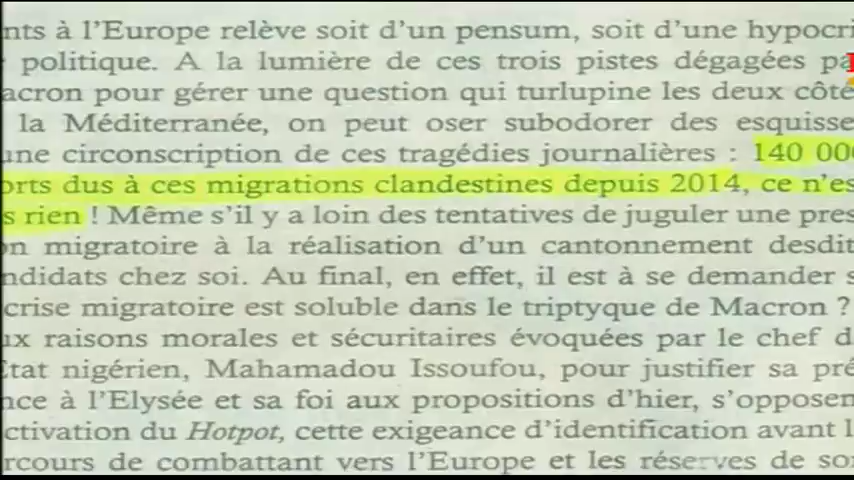 nts à l'Europe relève soit d'un pensum, soit d'une hypocri
politique. A la lumière de ces trois pistes dégagées pa
acron pour gérer une question qui turlupine les deux côté
la Méditerranée, on peut oser subodorer des esquisse
une circonscription de ces tragédies journalières : 140 000
orts dus à ces migrations clandestines depuis 2014, ce n'es
s rien ! Même s'il y a loin des tentatives de juguler une pres
on migratoire à la réalisation d'un cantonnement desdit
ndidats chez soi. Au final, en effet, il est à se demander s
crise migratoire est soluble dans le triptyque de Macron ?
ux raisons morales et sécuritaires évoquées par le chef d
État nigérien, Mahamadou Issoufou, pour justifier sa pré
nce à l'Elysée et sa foi aux propositions d'hier, s'opposen
ctivation du Hotpot, cette exigeance d'identification avant l
rcours de combattant vers l'Europe et les réserves de so